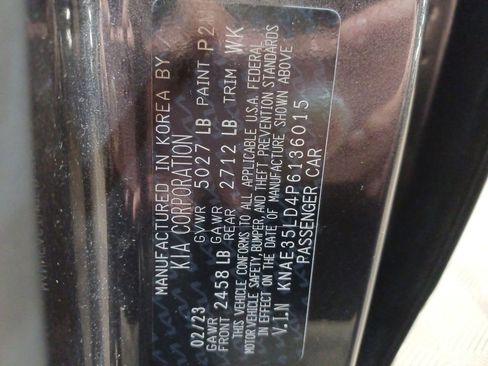 MANUFACTURED IN KOREA BY
KIA CORPORATION
02/23 GVWR 5027 LB PAINT
GAWR FRONT 2458 LB GAWR REAR 2712 LB TRIM WK
THIS VEHICLE CONFORMS TO ALL APPLICABLE U.S.A. FEDERAL
MOTOR VEHICLE SAFETY, BUMPER, AND THEFT PREVENTION STANDARDS
IN EFFECT ON THE DATE OF MANUFACTURE SHOWN ABOVE
V.I.N KNAE35LD4P6136015
PASSENGER CAR